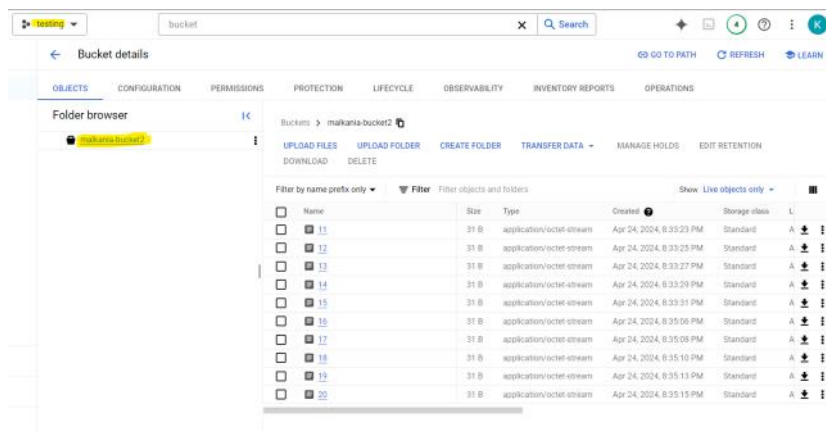 testing bucket Search 4 K
Bucket details GO TO PATH REFRESH LEARN
OBJECTS CONFIGURATION PERMISSIONS PROTECTION LIFECYCLE OBSERVABILITY INVENTORY REPORTS OPERATIONS
Folder browser
Buckets > malkania-bucket2
malkania-bucket2
UPLOAD FILES UPLOAD FOLDER CREATE FOLDER TRANSFER DATA MANAGE HOLDS EDIT RETENTION
DOWNLOAD DELETE
Filter by name prefix only Filter Filter objects and folders Show Live objects only
Name Size Type Created Storage class L
11 31 B application/octet-stream Apr 24, 2024, 8:33:23 PM Standard A
12 31 B application/octet-stream Apr 24, 2024, 8:33:25 PM Standard A
13 31 B application/octet-stream Apr 24, 2024, 8:33:27 PM Standard A
14 31 B application/octet-stream Apr 24, 2024, 8:33:29 PM Standard A
15 31 B application/octet-stream Apr 24, 2024, 8:33:31 PM Standard A
16 31 B application/octet-stream Apr 24, 2024, 8:35:06 PM Standard A
17 31 B application/octet-stream Apr 24, 2024, 8:35:08 PM Standard A
18 31 B application/octet-stream Apr 24, 2024, 8:35:10 PM Standard A
19 31 B application/octet-stream Apr 24, 2024, 8:35:13 PM Standard A
20 31 B application/octet-stream Apr 24, 2024, 8:35:15 PM Standard A